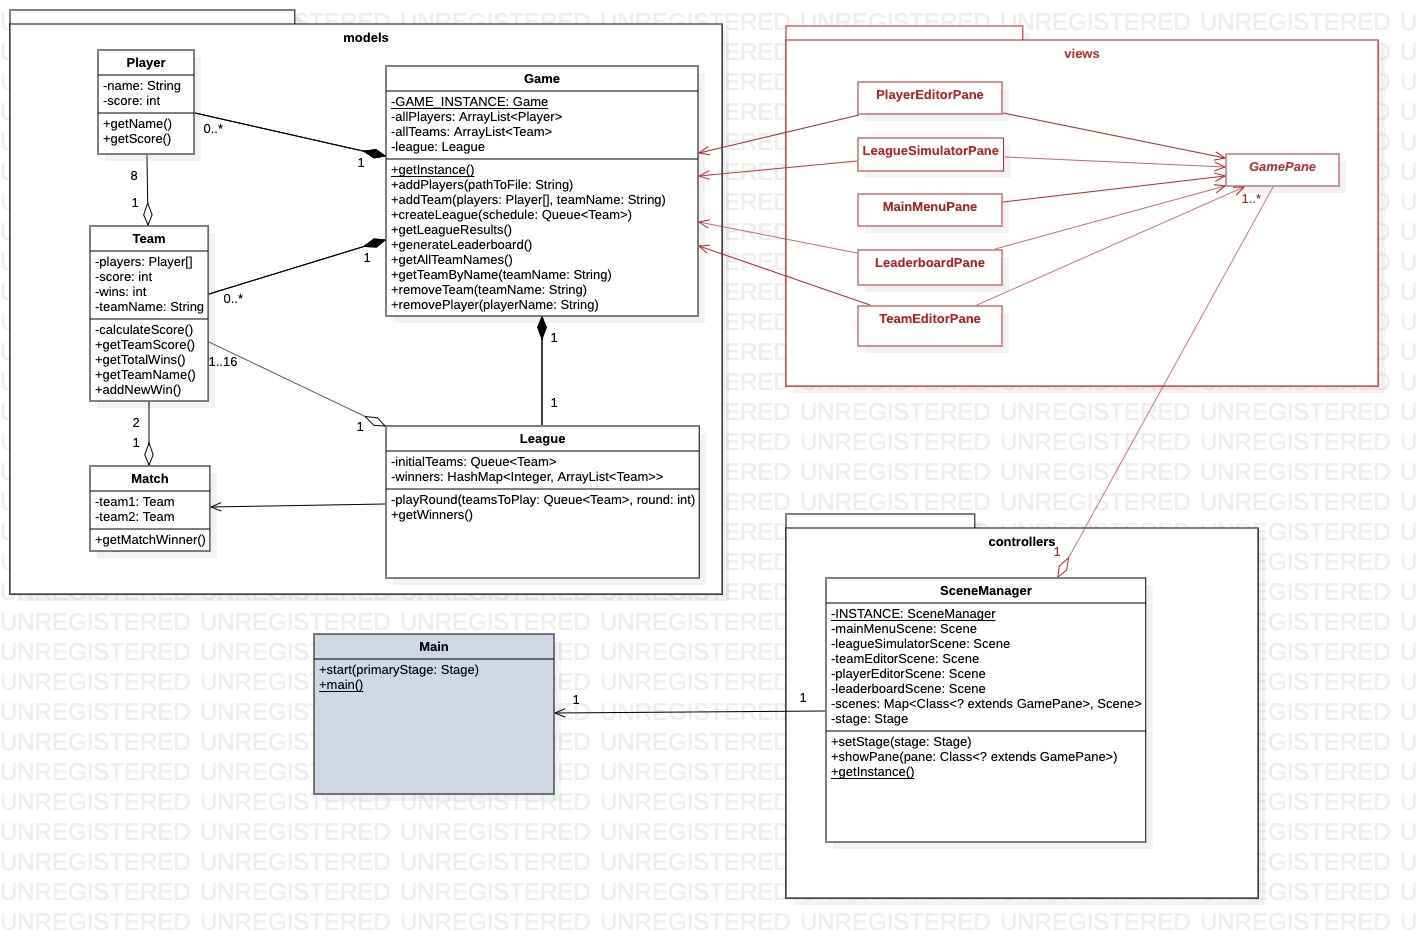 models
Player
-name: String
-score: int
+getName()
+getScore()
0..*
1
8
1
Team
-players: Player[]
-score: int
-wins: int
-teamName: String
-calculateScore()
+getTeamScore()
+getTotalWins()
+getTeamName()
+addNewWin()
1
0..*
1..16
1
2
1
Match
-team1: Team
-team2: Team
+getMatchWinner()
Game
-GAME_INSTANCE: Game
-allPlayers: ArrayList<Player>
-allTeams: ArrayList<Team>
-league: League
+getInstance()
+addPlayers(pathToFile: String)
+addTeam(players: Player[], teamName: String)
+createLeague(schedule: Queue<Team>)
+getLeagueResults()
+generateLeaderboard()
+getAllTeamNames()
+getTeamByName(teamName: String)
+removeTeam(teamName: String)
+removePlayer(playerName: String)
1
1
League
-initialTeams: Queue<Team>
-winners: HashMap<Integer, ArrayList<Team>>
-playRound(teamsToPlay: Queue<Team>, round: int)
+getWinners()
views
PlayerEditorPane
LeagueSimulatorPane
MainMenuPane
LeaderboardPane
TeamEditorPane
GamePane
1..*
controllers
1
SceneManager
-INSTANCE: SceneManager
-mainMenuScene: Scene
-leagueSimulatorScene: Scene
-teamEditorScene: Scene
-playerEditorScene: Scene
-leaderboardScene: Scene
-scenes: Map<Class<? extends GamePane>, Scene>
-stage: Stage
+setStage(stage: Stage)
+showPane(pane: Class<? extends GamePane>)
+getInstance()
1
1
Main
+start(primaryStage: Stage)
+main()
UNREGISTERED